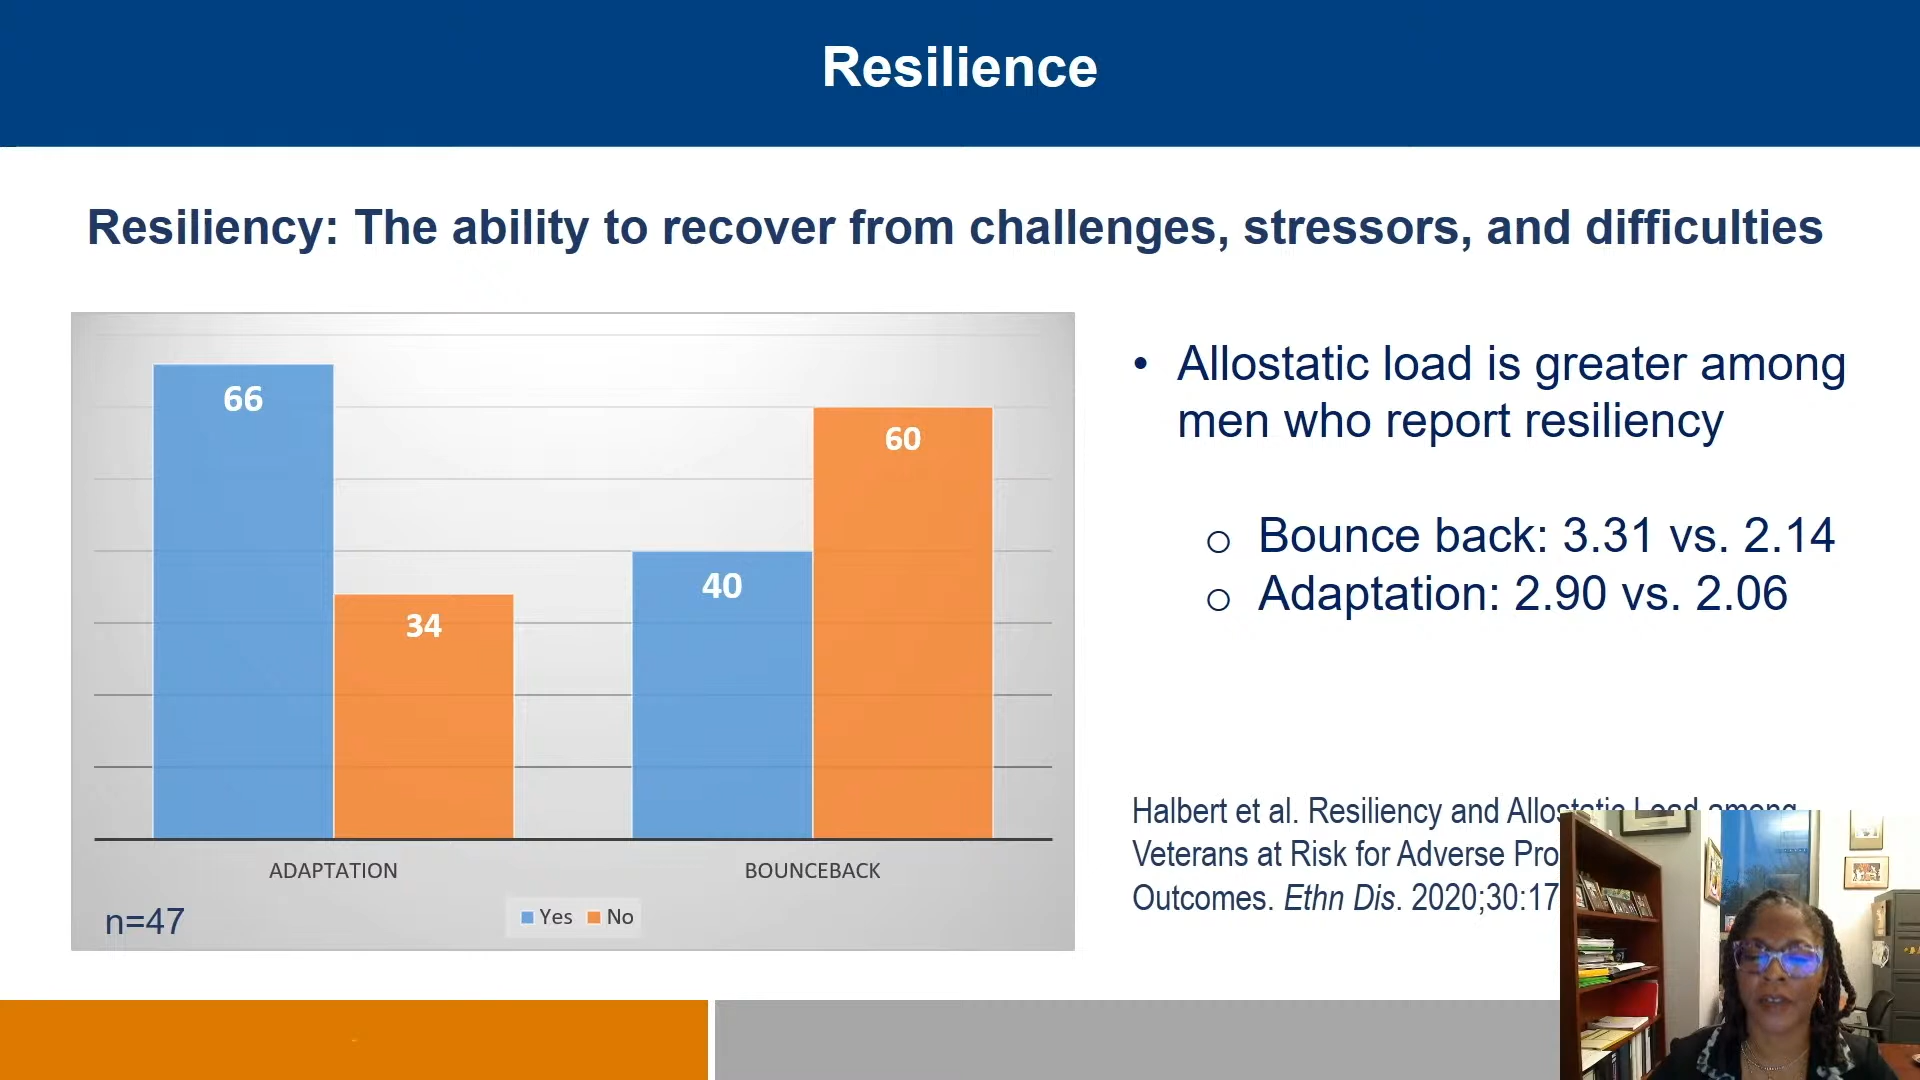 Resilience
Resiliency: The ability to recover from challenges, stressors, and difficulties
66
34
40
60
ADAPTATION
BOUNCEBACK
n=47
Yes
No
• Allostatic load is greater among
men who report resiliency
o Bounce back: 3.31 vs. 2.14
o Adaptation: 2.90 vs. 2.06
Halbert et al. Resiliency and Allostatic Load among
Veterans at Risk for Adverse
Outcomes. Ethn Dis. 2020;30:17